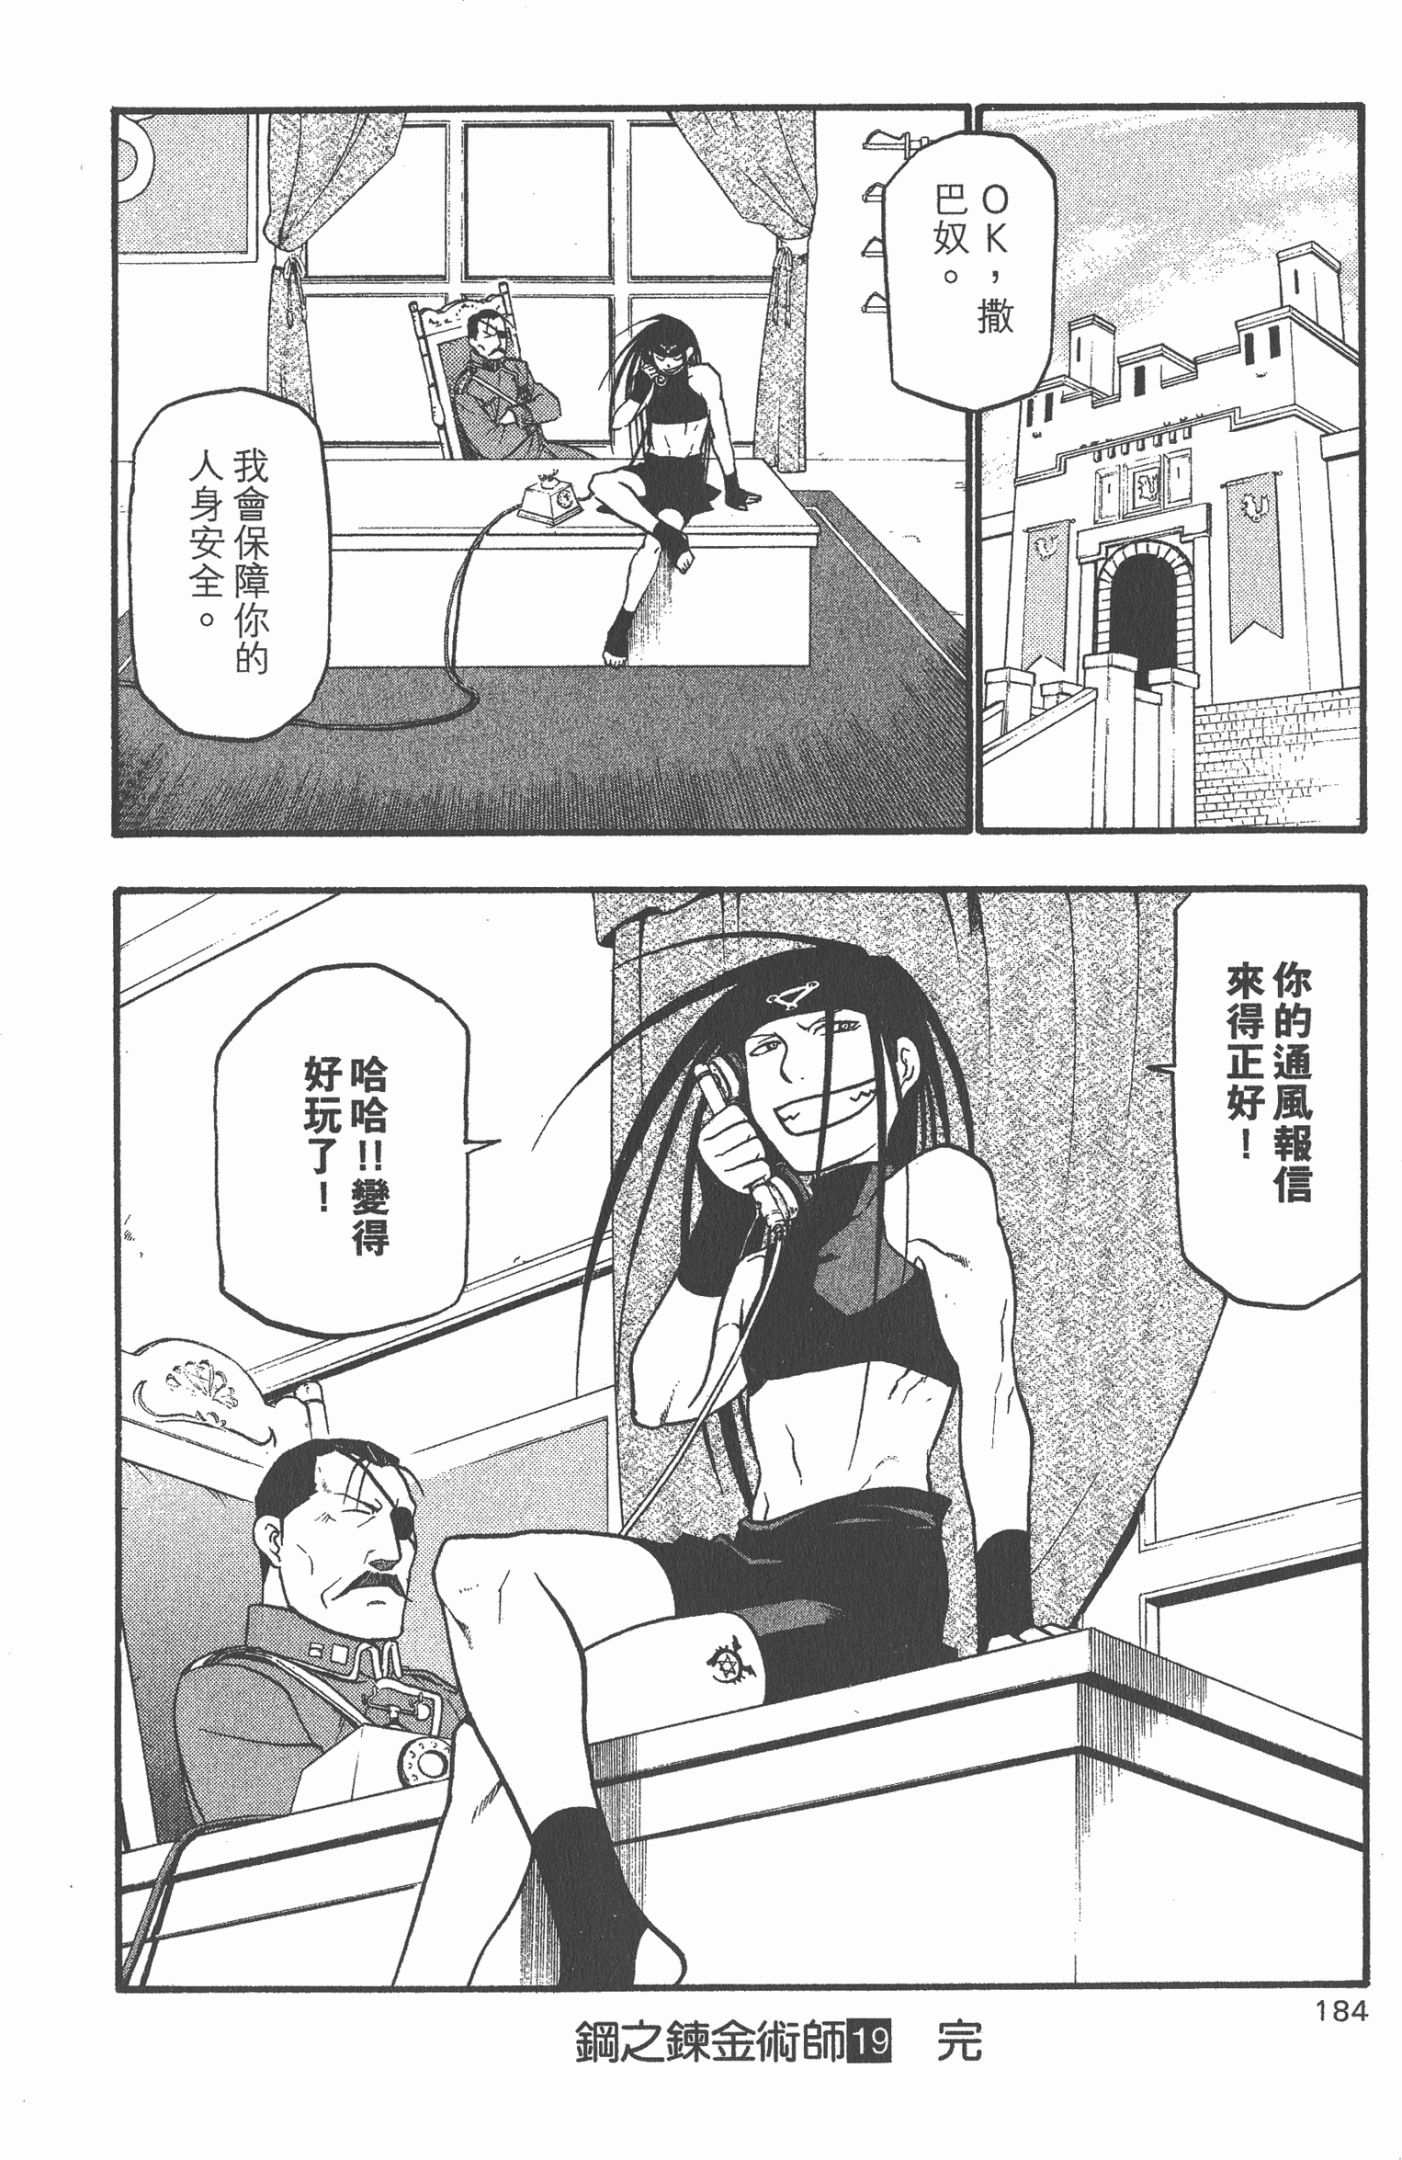 OK，撒
巴奴。
我會保障你的
人身安全。
你的通風報信
來得正好！
哈哈!!變得
好玩了！
184
鋼之鍊金術師19 完